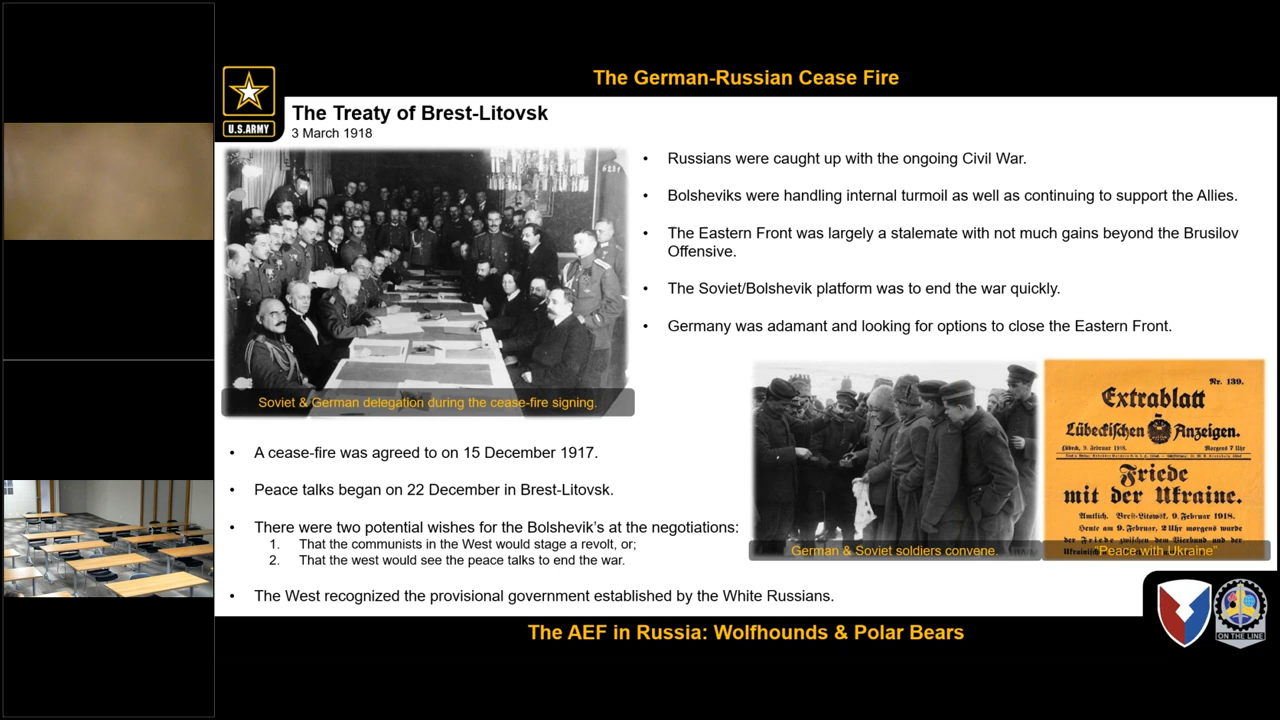 The German-Russian Cease Fire
U.S.ARMY
The Treaty of Brest-Litovsk
3 March 1918
• Russians were caught up with the ongoing Civil War.
• Bolsheviks were handling internal turmoil as well as continuing to support the Allies.
• The Eastern Front was largely a stalemate with not much gains beyond the Brusilov
Offensive.
• The Soviet/Bolshevik platform was to end the war quickly.
• Germany was adamant and looking for options to close the Eastern Front.
Soviet & German delegation during the cease-fire signing.
• A cease-fire was agreed to on 15 December 1917.
• Peace talks began on 22 December in Brest-Litovsk.
• There were two potential wishes for the Bolshevik's at the negotiations:
1. That the communists in the West would stage a revolt, or;
2. That the west would see the peace talks to end the war.
• The West recognized the provisional government established by the White Russians.
German & Soviet soldiers convene.
Nr. 139.
Extrablatt
Lübeckischen Anzeigen.
Lübeck, 9. Februar 1918. Morgens 7 Uhr
Friede
mit der Ukraine.
Amtlich. Brest-Litowsk, 9. Februar 1918.
Heute am 9. Februar, 2 Uhr morgens wurde
der Friede zwischen dem Vierbund und der
"Peace with Ukraine"
ON THE LINE
The AEF in Russia: Wolfhounds & Polar Bears